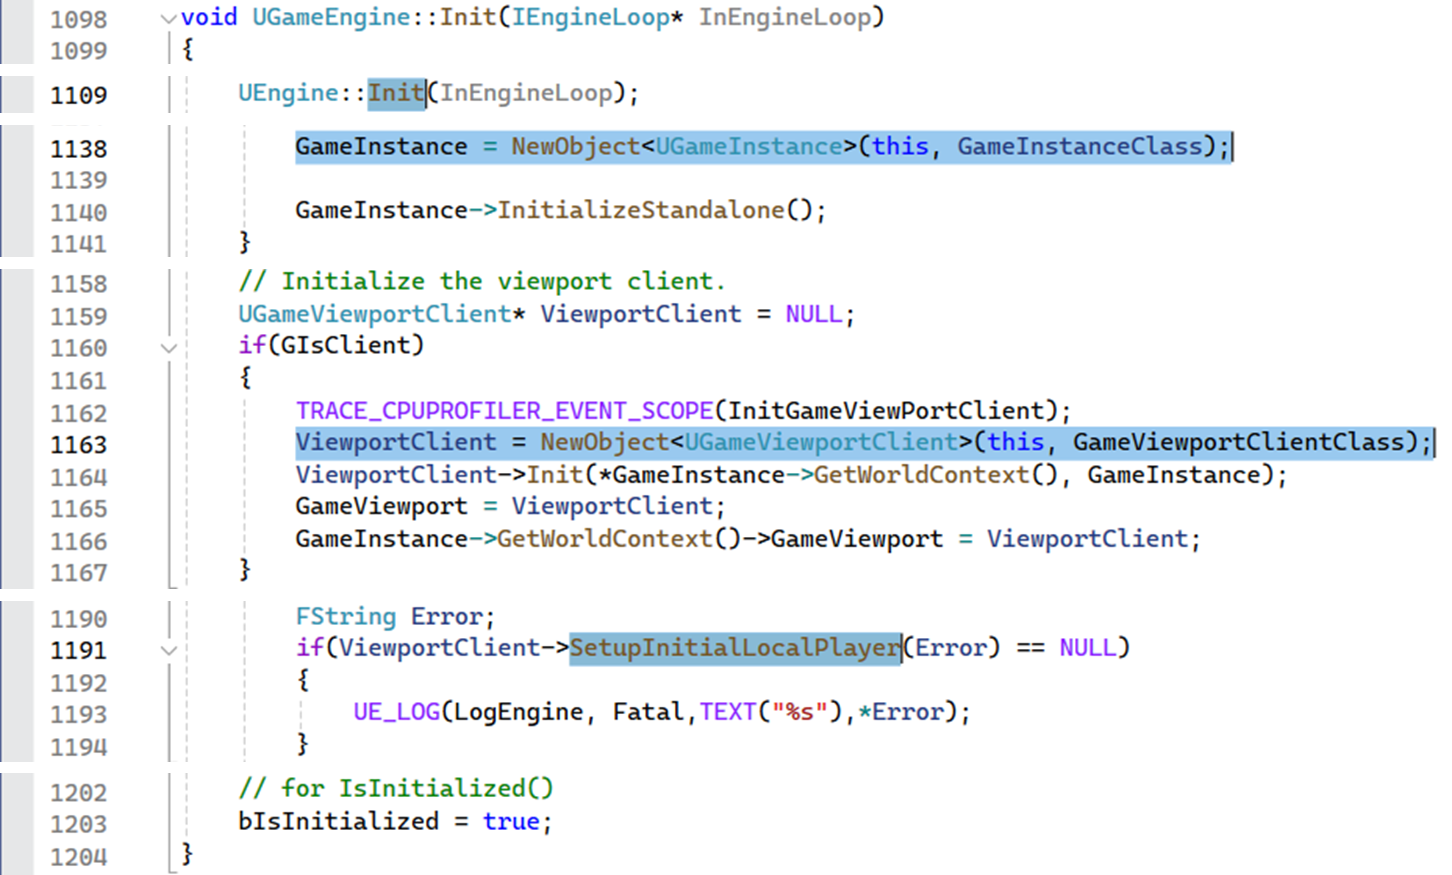 1098 void UGameEngine::Init(IEngineLoop* InEngineLoop)
1099 {
1109 UEngine::Init(InEngineLoop);
1138 GameInstance = NewObject<UGameInstance>(this, GameInstanceClass);
1139
1140 GameInstance->InitializeStandalone();
1141 }
1158 // Initialize the viewport client.
1159 UGameViewportClient* ViewportClient = NULL;
1160 if(GIsClient)
1161 {
1162 TRACE_CPUPROFILER_EVENT_SCOPE(InitGameViewPortClient);
1163 ViewportClient = NewObject<UGameViewportClient>(this, GameViewportClientClass);
1164 ViewportClient->Init(*GameInstance->GetWorldContext(), GameInstance);
1165 GameViewport = ViewportClient;
1166 GameInstance->GetWorldContext()->GameViewport = ViewportClient;
1167 }
1190 FString Error;
1191 if(ViewportClient->SetupInitialLocalPlayer(Error) == NULL)
1192 {
1193 UE_LOG(LogEngine, Fatal,TEXT("%s"),*Error);
1194 }
1202 // for IsInitialized()
1203 bIsInitialized = true;
1204 }